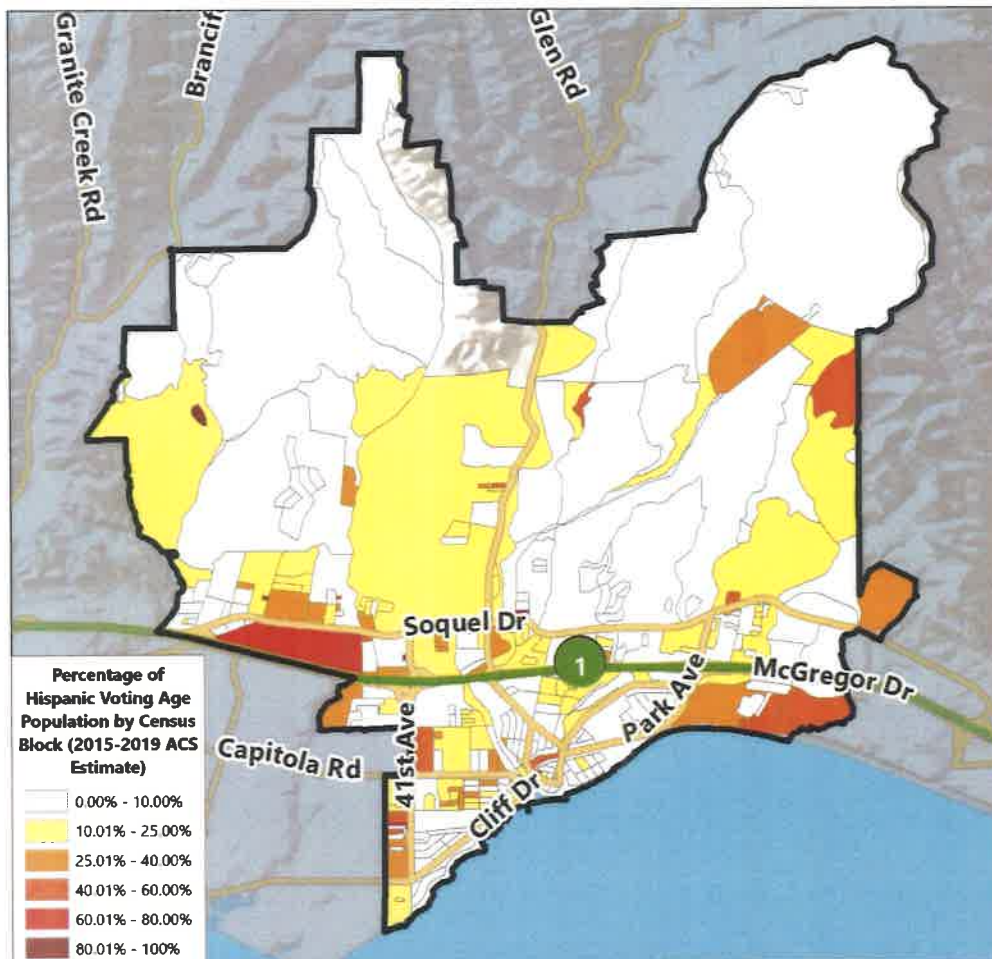 Granite Creek Rd
Brancif
Glen Rd
Soquel Dr
1
McGregor Dr
Park Ave
41st Ave
Capitola Rd
Cliff Dr
Percentage of
Hispanic Voting Age
Population by Census
Block (2015-2019 ACS
Estimate)
0.00% - 10.00%
10.01% - 25.00%
25.01% - 40.00%
40.01% - 60.00%
60.01% - 80.00%
80.01% - 100%